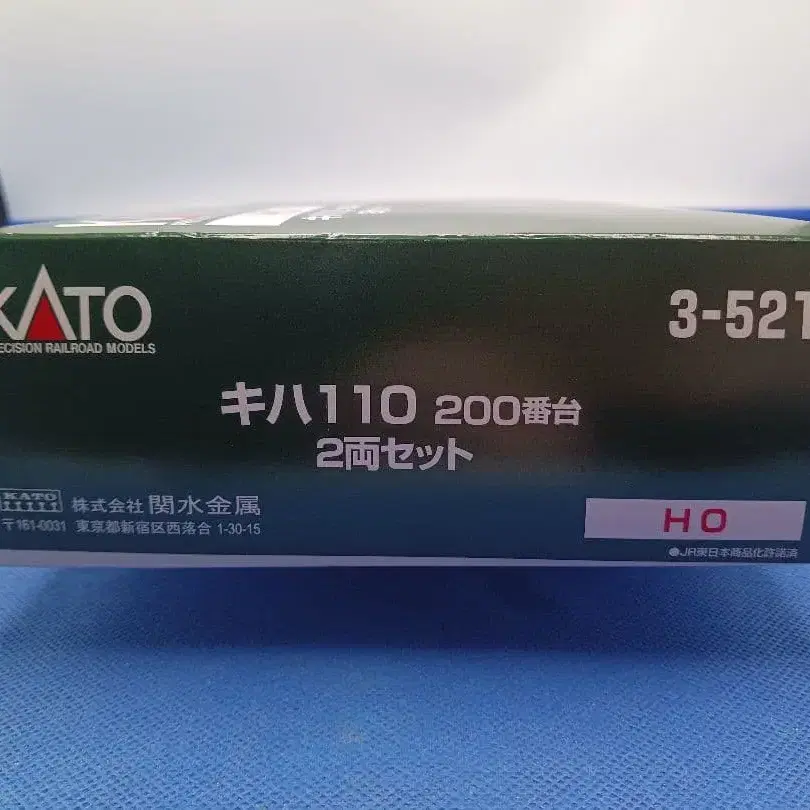 KATO
PRECISION RAILROAD MODELS
3-521
キハ110 200番台
2両セット
KATO
株式会社 関水金属
〒161-0031 東京都新宿区西落合 1-30-15
HO
●JR東日本商品化許諾済